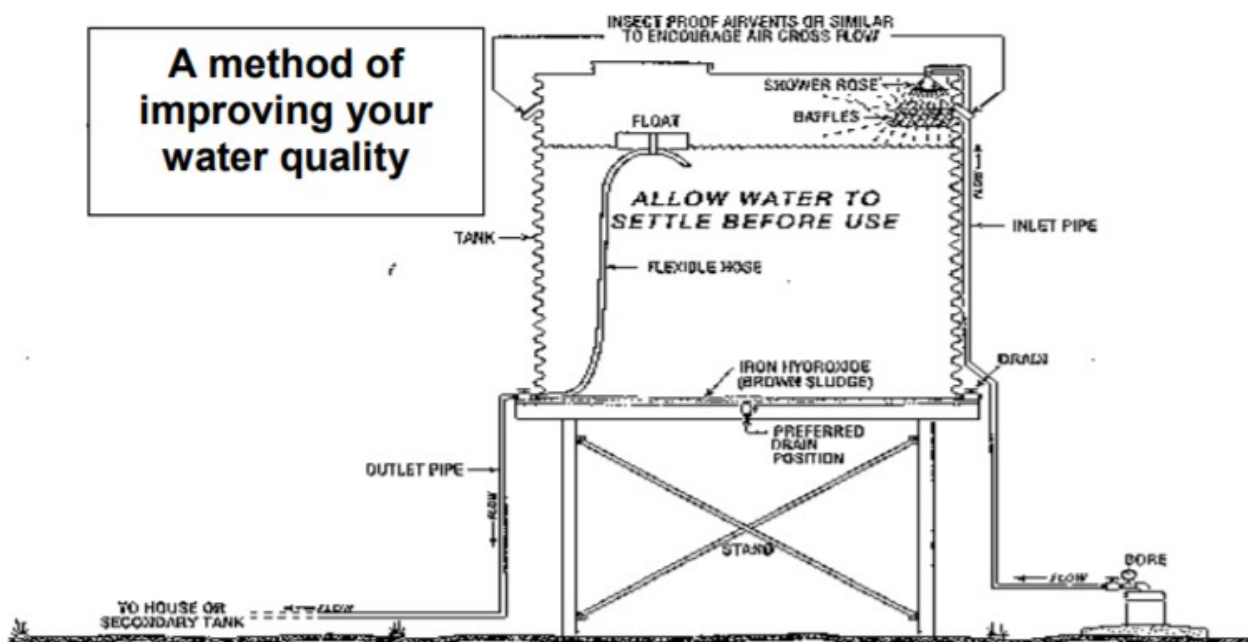 A method of
improving your
water quality
INSECT PROOF AIRVENTS OR SIMILAR
TO ENCOURAGE AIR CROSS FLOW
SHOWER ROSE
BAFFLES
FLOAT
FLOW
ALLOW WATER TO
SETTLE BEFORE USE
TANK
INLET PIPE
FLEXIBLE HOSE
IRON HYDROXIDE
(BROWN SLUDGE)
DRAIN
PREFERRED
DRAIN
POSITION
OUTLET PIPE
FLOW
STAND
BORE
FLOW
TO HOUSE OR
SECONDARY TANK
FLOW